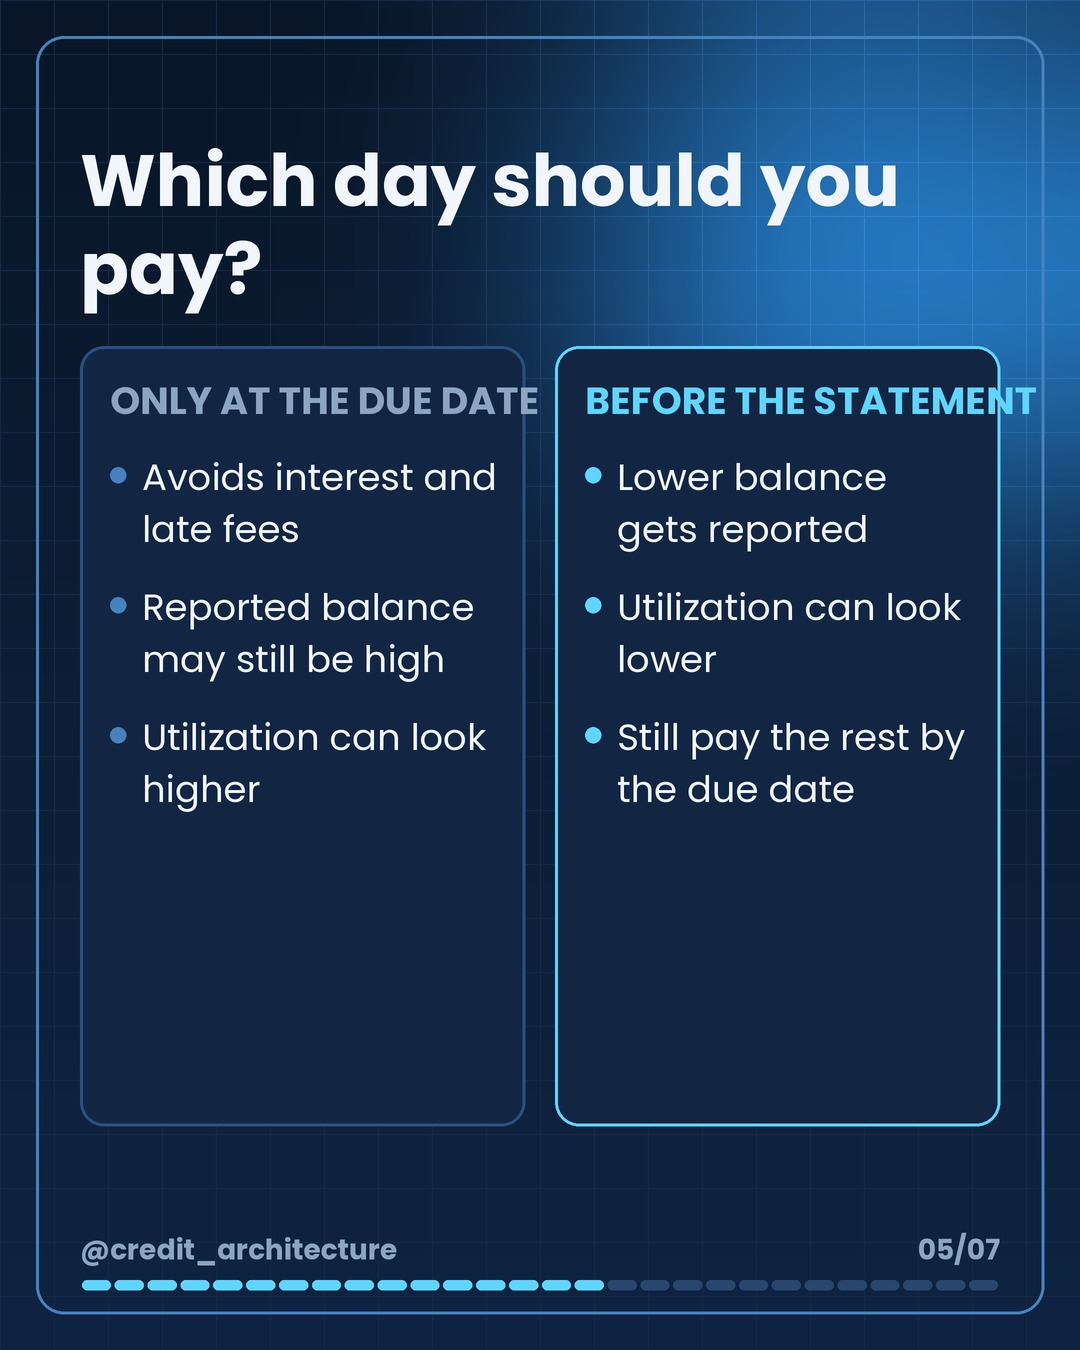 Which day should you
pay?
ONLY AT THE DUE DATE
Avoids interest and
late fees
Reported balance
may still be high
Utilization can look
higher
BEFORE THE STATEMENT
Lower balance
gets reported
Utilization can look
lower
Still pay the rest by
the due date
@credit_architecture
05/07